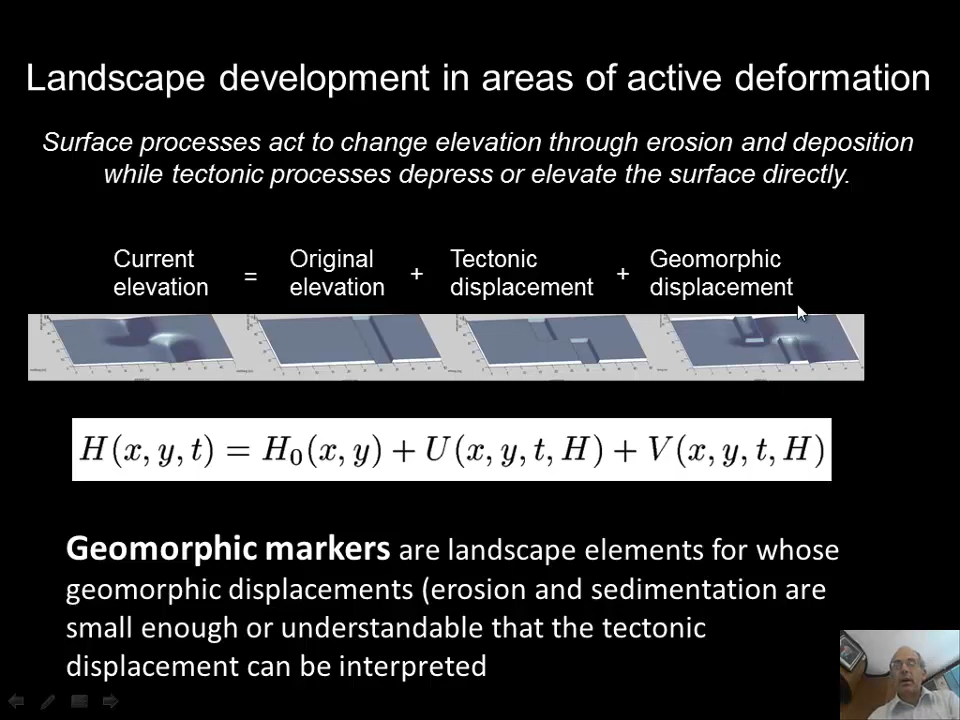 Landscape development in areas of active deformation
Surface processes act to change elevation through erosion and deposition
while tectonic processes depress or elevate the surface directly.
Current elevation = Original elevation + Tectonic displacement + Geomorphic displacement
H(x, y, t) = H₀(x, y) + U(x, y, t, H) + V(x, y, t, H)
Geomorphic markers are landscape elements for whose
geomorphic displacements (erosion and sedimentation are
small enough or understandable that the tectonic
displacement can be interpreted